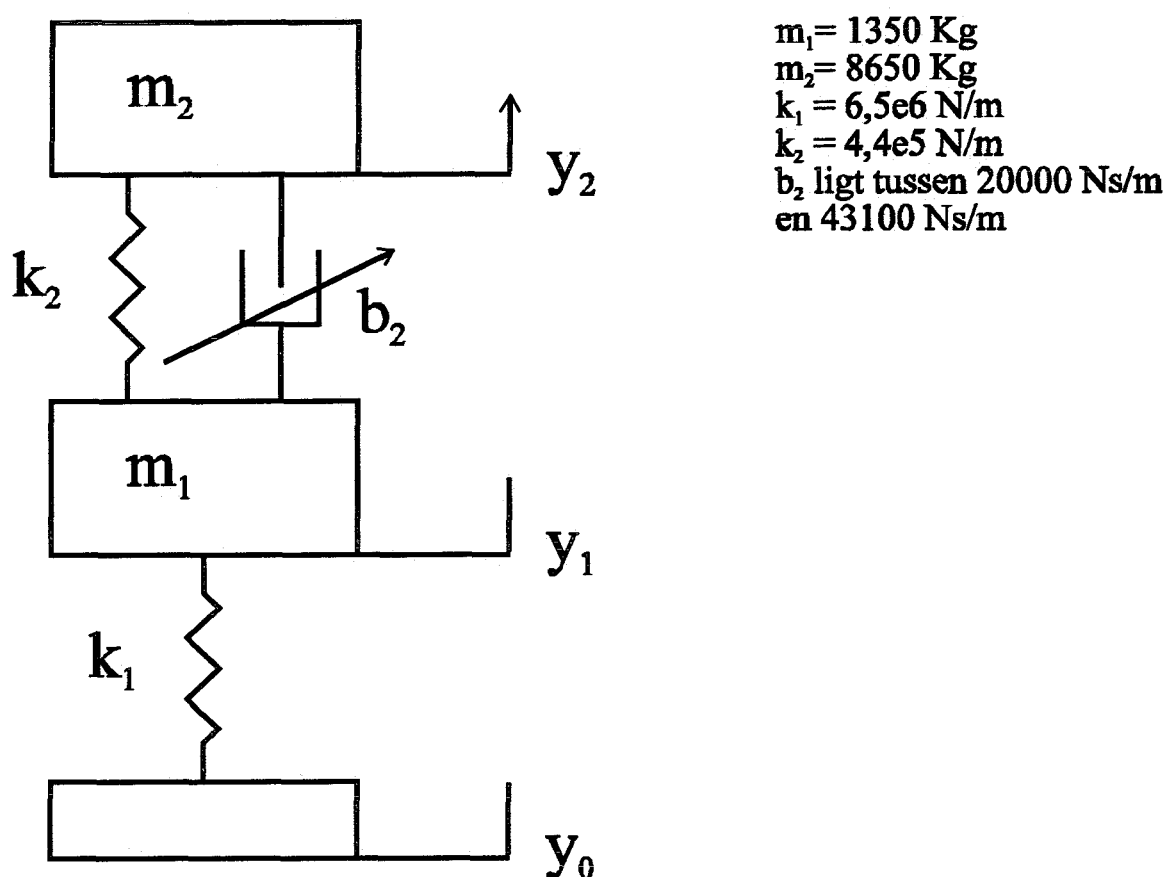 m₂
y₂
k₂
b₂
m₁
y₁
k₁
y₀
m₁= 1350 Kg
m₂= 8650 Kg
k₁ = 6,5e6 N/m
k₂ = 4,4e5 N/m
b₂ ligt tussen 20000 Ns/m
en 43100 Ns/m